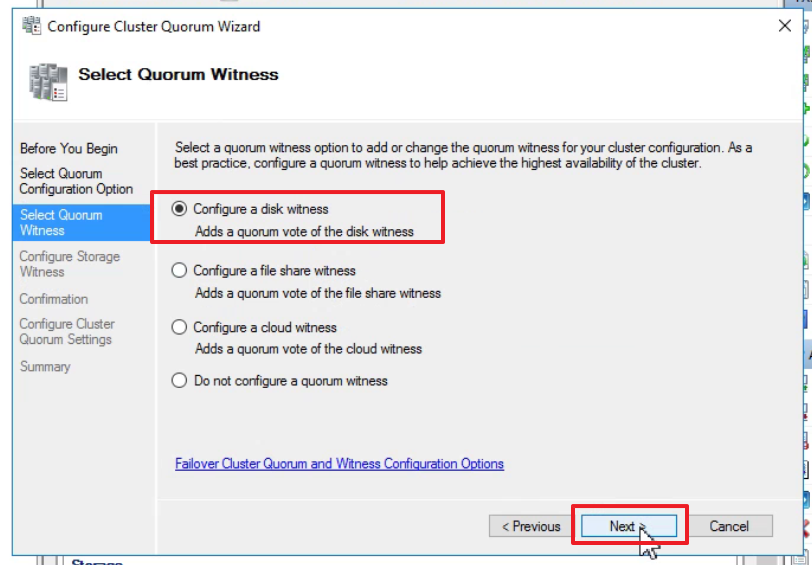 Configure Cluster Quorum Wizard
Select Quorum Witness
Before You Begin
Select Quorum
Configuration Option
Select Quorum
Witness
Configure Storage
Witness
Confirmation
Configure Cluster
Quorum Settings
Summary
Select a quorum witness option to add or change the quorum witness for your cluster configuration. As a
best practice, configure a quorum witness to help achieve the highest availability of the cluster.
Configure a disk witness
Adds a quorum vote of the disk witness
Configure a file share witness
Adds a quorum vote of the file share witness
Configure a cloud witness
Adds a quorum vote of the cloud witness
Do not configure a quorum witness
Failover Cluster Quorum and Witness Configuration Options
< Previous
Next >
Cancel
Storage